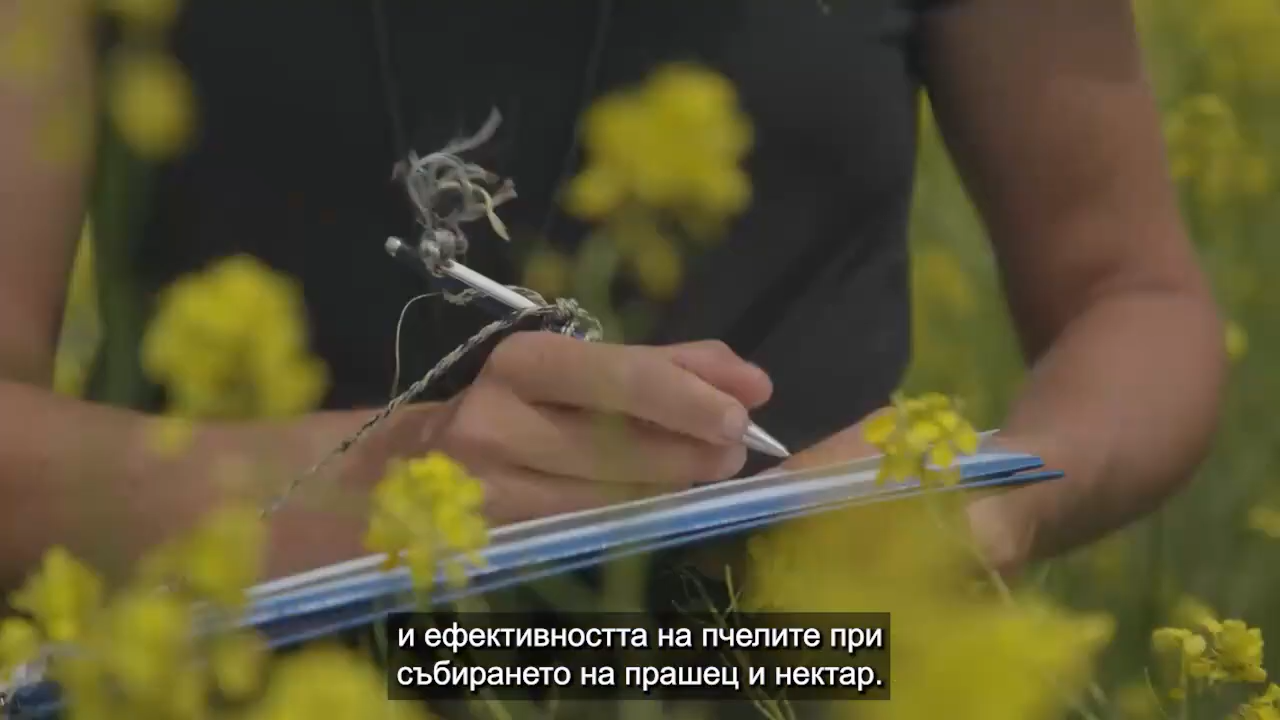 и ефективността на пчелите при
събирането на прашец и нектар.